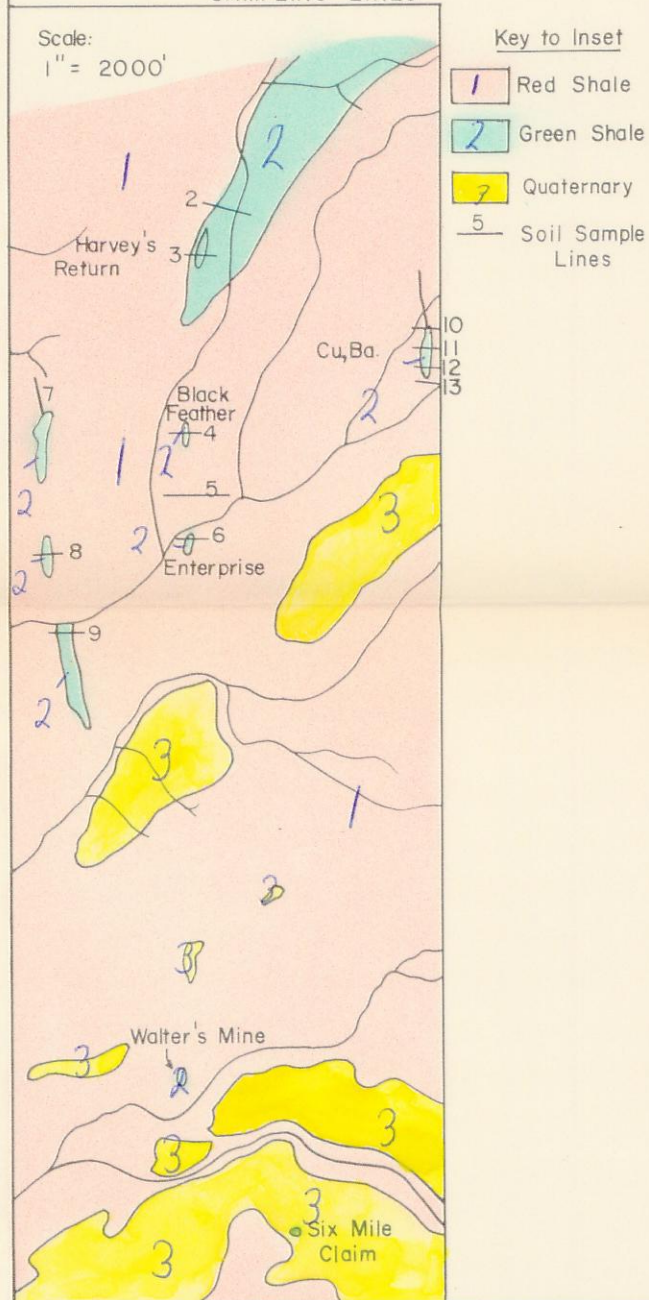 Scale:
1" = 2000'
Key to Inset
1 Red Shale
2 Green Shale
3 Quaternary
5 Soil Sample
Lines
2
1
2
Harvey's
Return
3
10
11
12
13
Cu,Ba.
2
7
Black
Feather
4
2
1
2
5
3
8
2
2
6
Enterprise
9
2
3
1
3
3
Walter's Mine
3
2
3
3
3
Six Mile
Claim
3